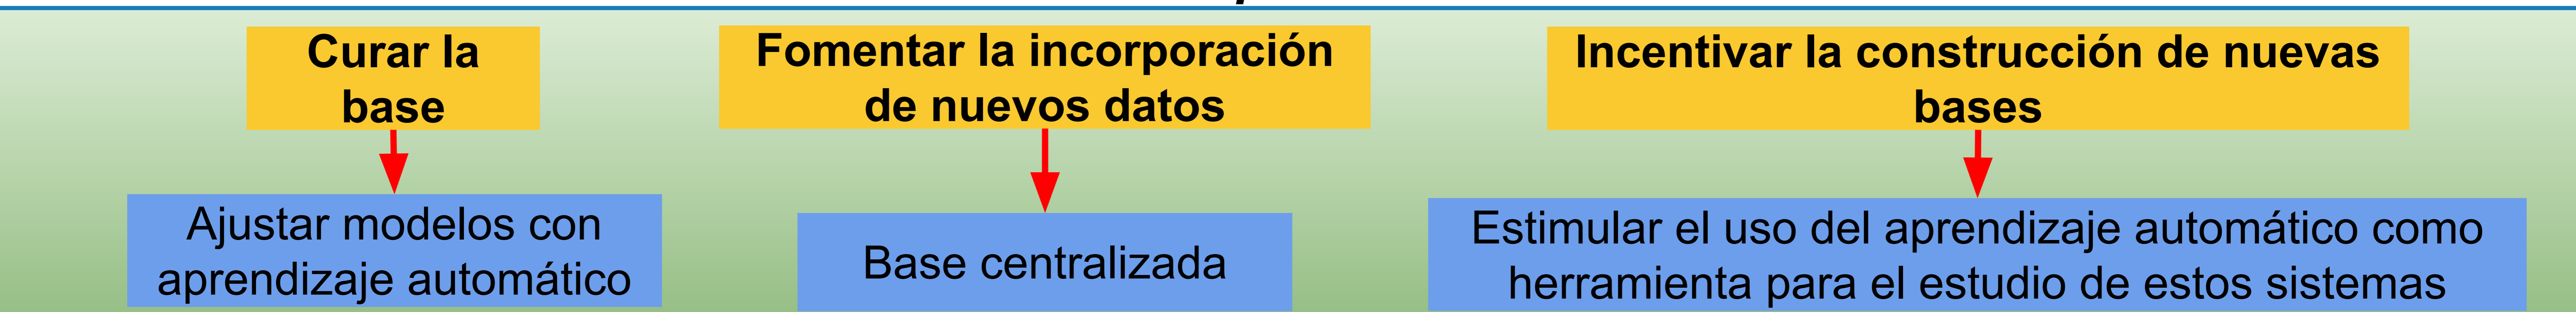 Curar la
base
Fomentar la incorporación
de nuevos datos
Incentivar la construcción de nuevas
bases
Ajustar modelos con
aprendizaje automático
Base centralizada
Estimular el uso del aprendizaje automático como
herramienta para el estudio de estos sistemas